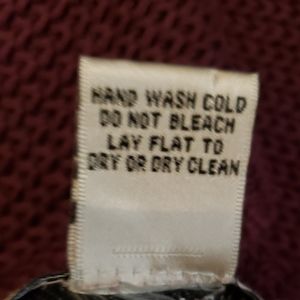 HAND WASH COLD
DO NOT BLEACH
LAY FLAT TO
DRY OR DRY CLEAN